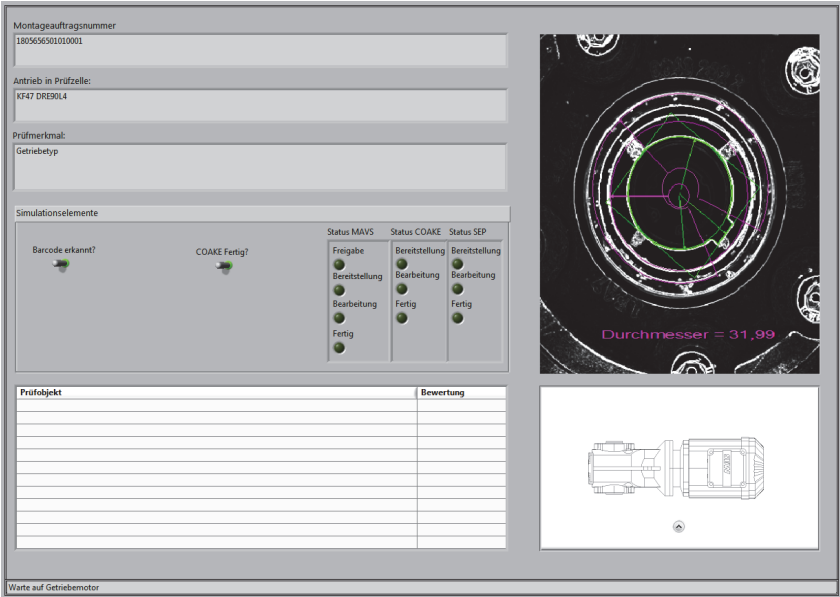 Montageauftragsnummer
1805656501010001
Antrieb in Prüfzelle:
KF47 DRE90L4
Prüfmerkmal:
Getriebetyp
Simulationselemente
Barcode erkannt?
COAKE Fertig?
Status MAVS
Freigabe
Bereitstellung
Bearbeitung
Fertig
Status COAKE
Bereitstellung
Bearbeitung
Fertig
Status SEP
Bereitstellung
Bearbeitung
Fertig
Durchmesser = 31,99
Prüfobjekt Bewertung
Warte auf Getriebemotor